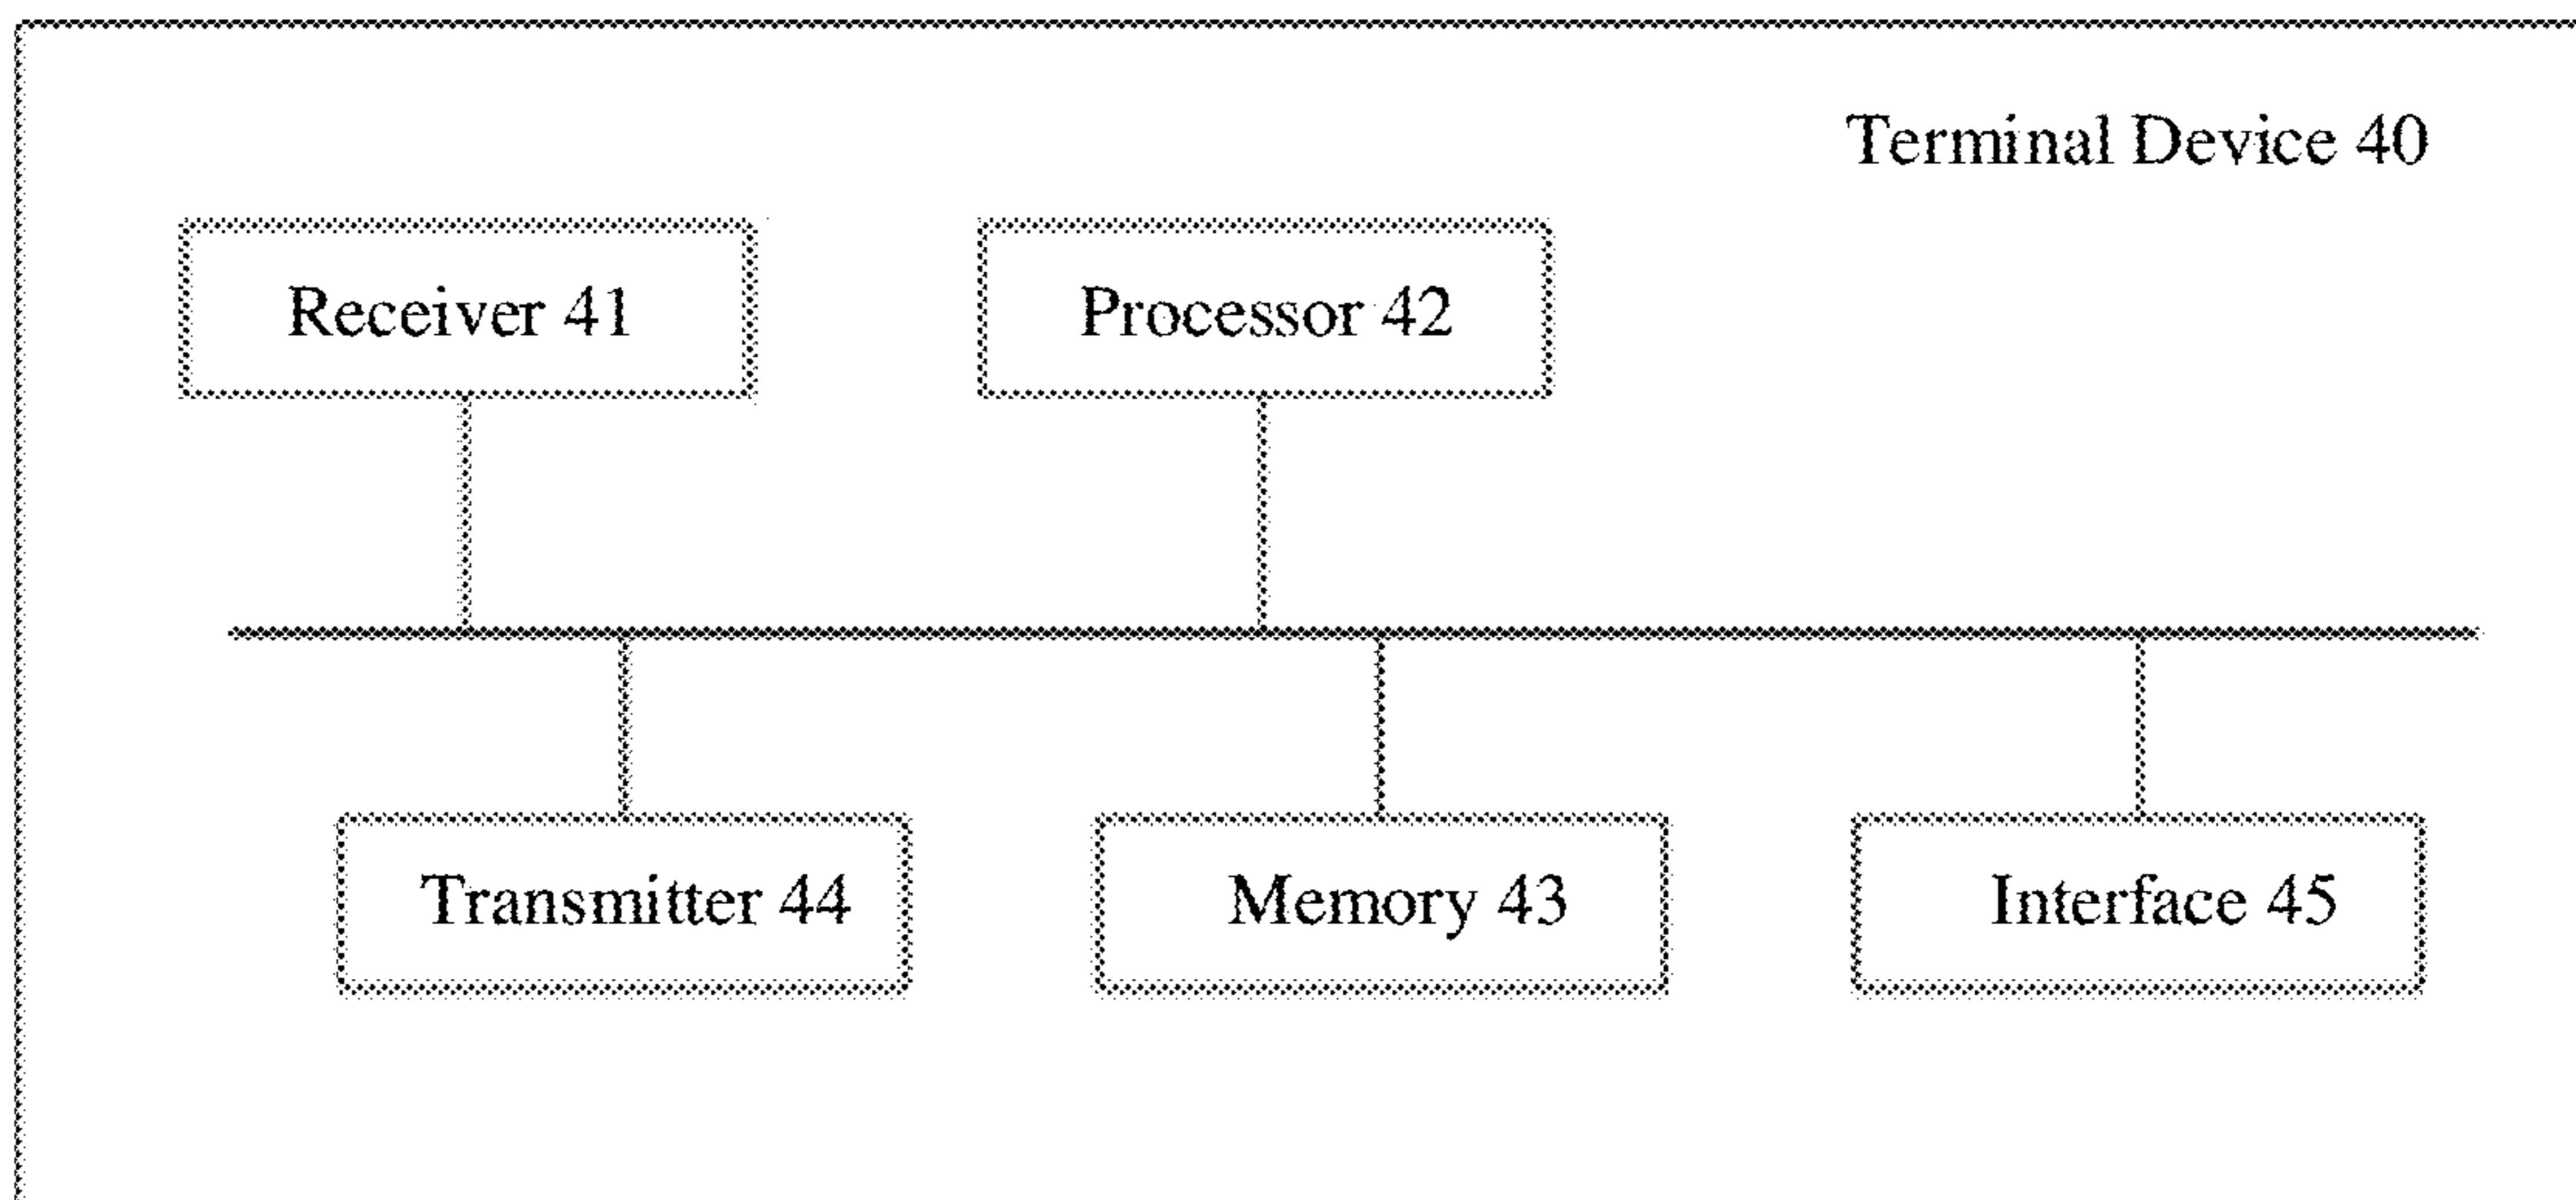 Terminal Device 40
Receiver 41
Processor 42
Transmitter 44
Memory 43
Interface 45